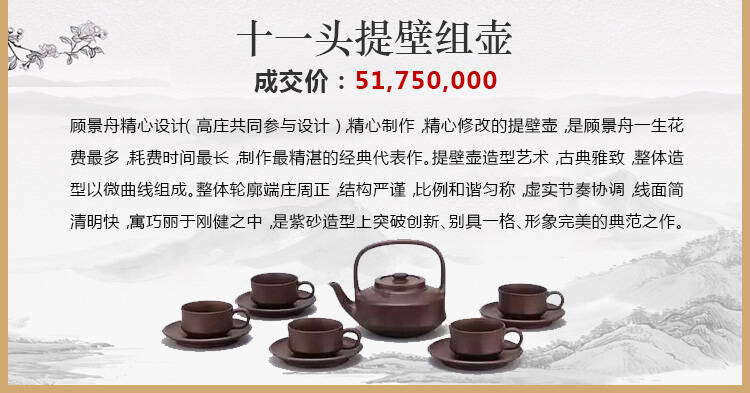 十一头提壁组壶
成交价：51,750,000
顾景舟精心设计(高庄共同参与设计),精心制作,精心修改的提壁壶,是顾景舟一生花
费最多,耗费时间最长,制作最精湛的经典代表作。提壁壶造型艺术,古典雅致,整体造
型以微曲线组成。整体轮廓端庄周正,结构严谨,比例和谐匀称,虚实节奏协调,线面简
清明快,寓巧丽于刚健之中,是紫砂造型上突破创新、别具一格、形象完美的典范之作。